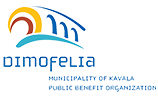 DIMOFELIA
MUNICIPALITY OF KAVALA
PUBLIC BENEFIT ORGANIZATION